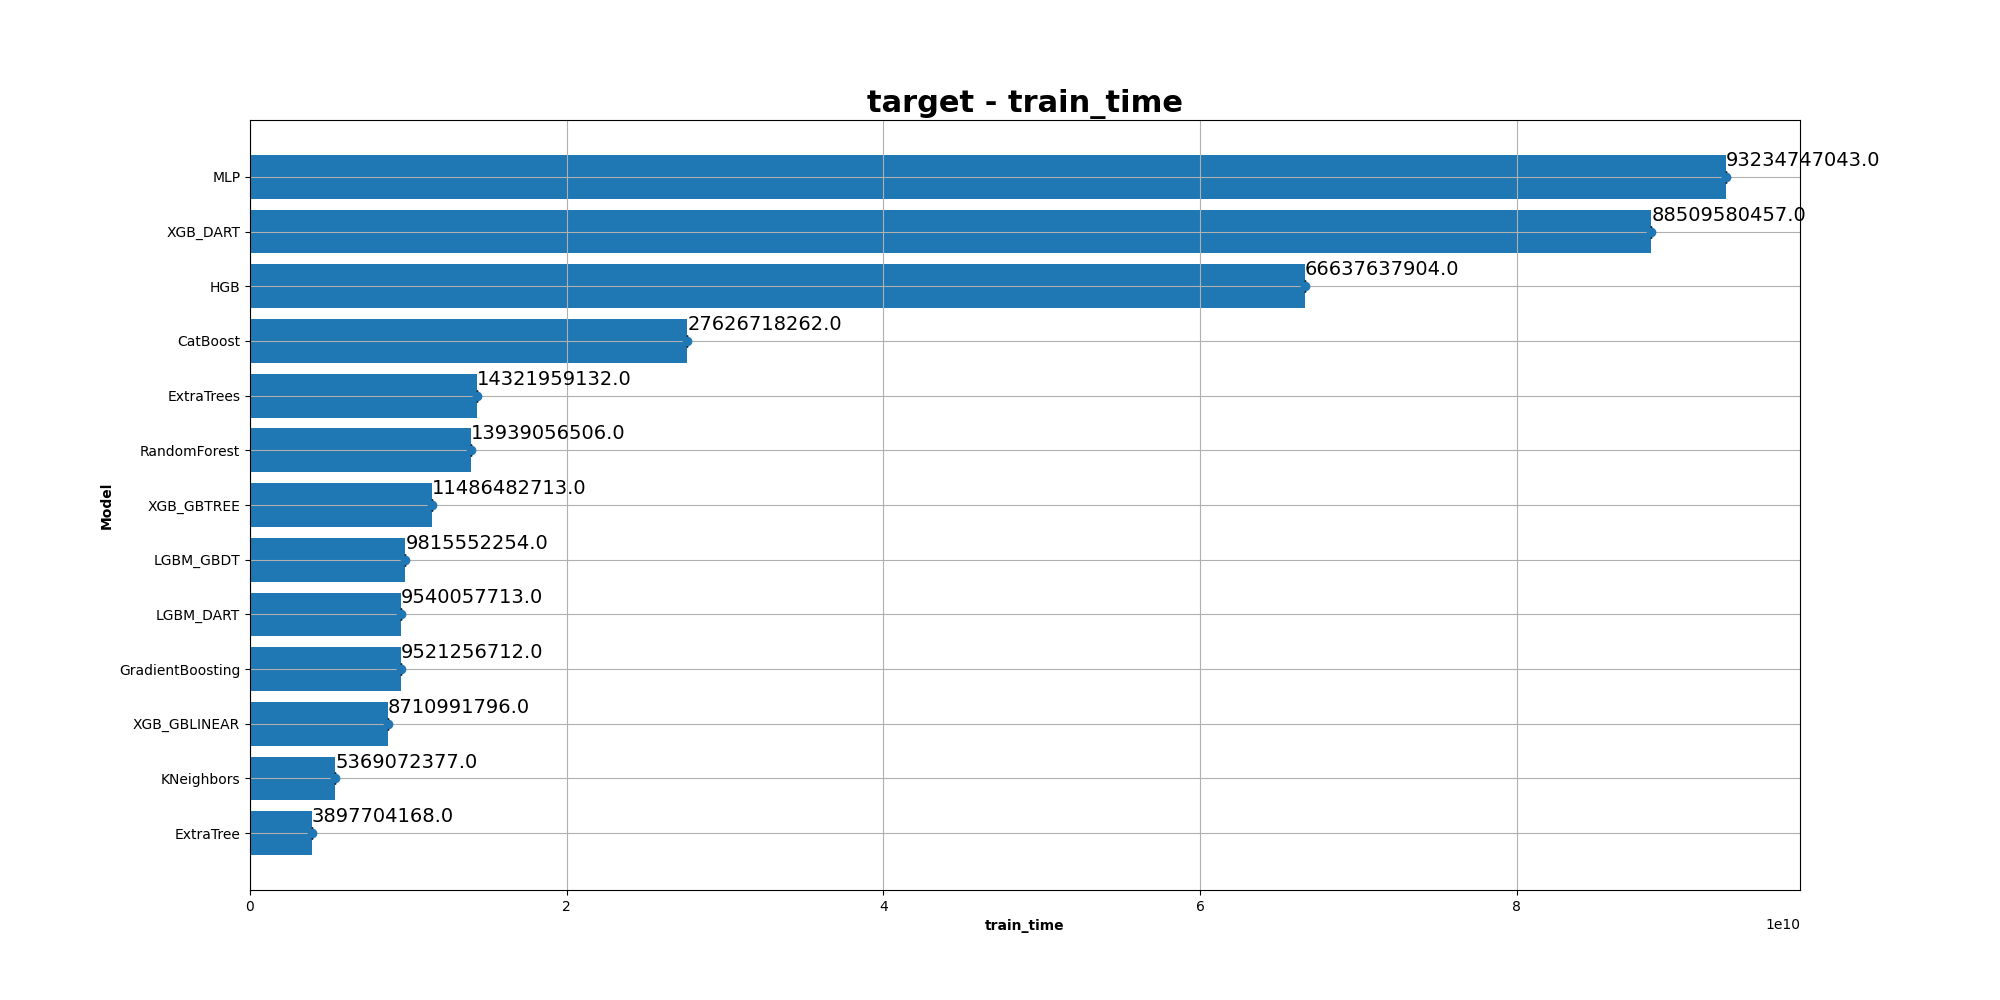 target - train_time
MLP
93234747043.0
XGB_DART
88509580457.0
HGB
66637637904.0
CatBoost
27626718262.0
ExtraTrees
14321959132.0
RandomForest
13939056506.0
XGB_GBTREE
11486482713.0
LGBM_GBDT
9815552254.0
LGBM_DART
9540057713.0
GradientBoosting
9521256712.0
XGB_GBLINEAR
8710991796.0
KNeighbors
5369072377.0
ExtraTree
3897704168.0
Model
0 2 4 6 8
train_time
1e10